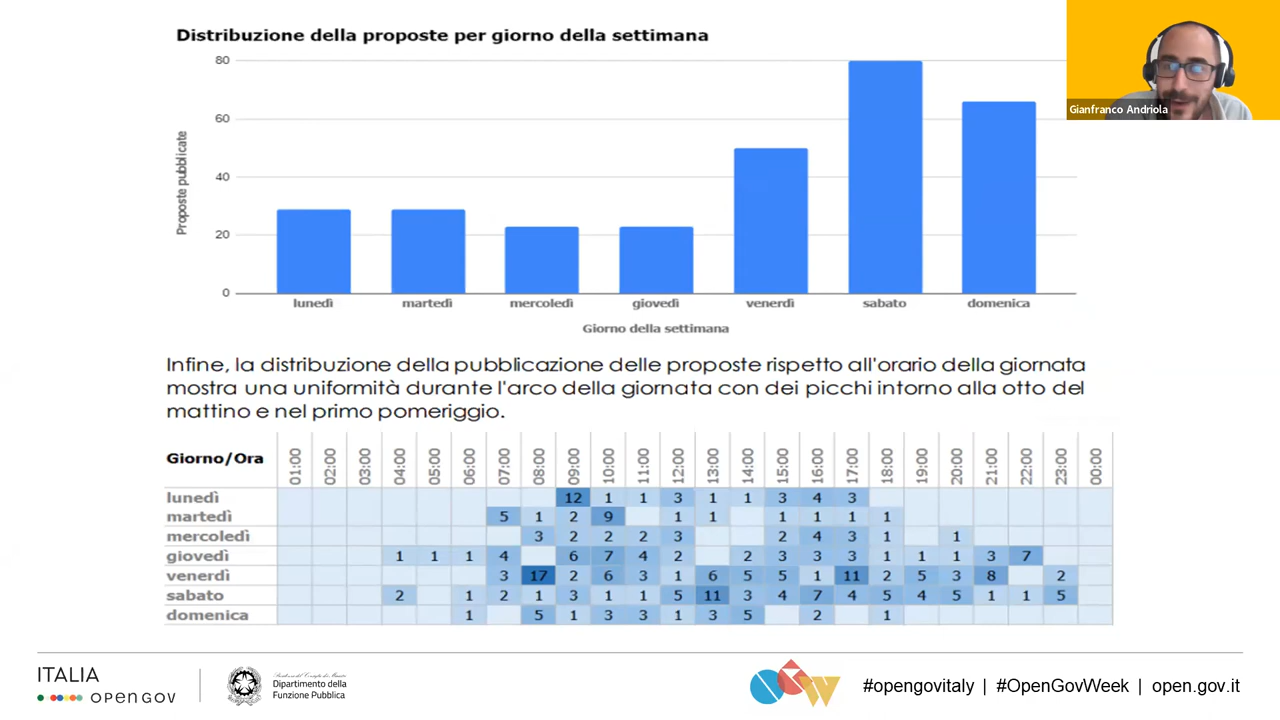 Distribuzione della proposte per giorno della settimana
Gianfranco Andriola
Proposte pubblicate
80
60
40
20
0
lunedì martedì mercoledì giovedì venerdì sabato domenica
Giorno della settimana
Infine, la distribuzione della pubblicazione delle proposte rispetto all'orario della giornata
mostra una uniformità durante l'arco della giornata con dei picchi intorno alla otto del
mattino e nel primo pomeriggio.
Giorno/Ora 01:00 02:00 03:00 04:00 05:00 06:00 07:00 08:00 09:00 10:00 11:00 12:00 13:00 14:00 15:00 16:00 17:00 18:00 19:00 20:00 21:00 22:00 23:00 00:00
lunedì 12 1 1 3 1 1 3 4 3
martedì 5 1 2 9 1 1 1 1 1 1
mercoledì 3 2 2 2 3 2 4 3 1 1
giovedì 1 1 1 4 6 7 4 2 2 3 3 3 1 1 1 3 7
venerdì 3 17 2 6 3 1 6 5 5 1 11 2 5 3 8 2
sabato 2 1 2 1 3 1 1 5 11 3 4 7 4 5 4 5 1 1 5
domenica 1 5 1 3 3 1 3 5 2 1
ITALIA
OPEN GOV
Dipartimento della
Funzione Pubblica
#opengovitaly | #OpenGovWeek | open.gov.it